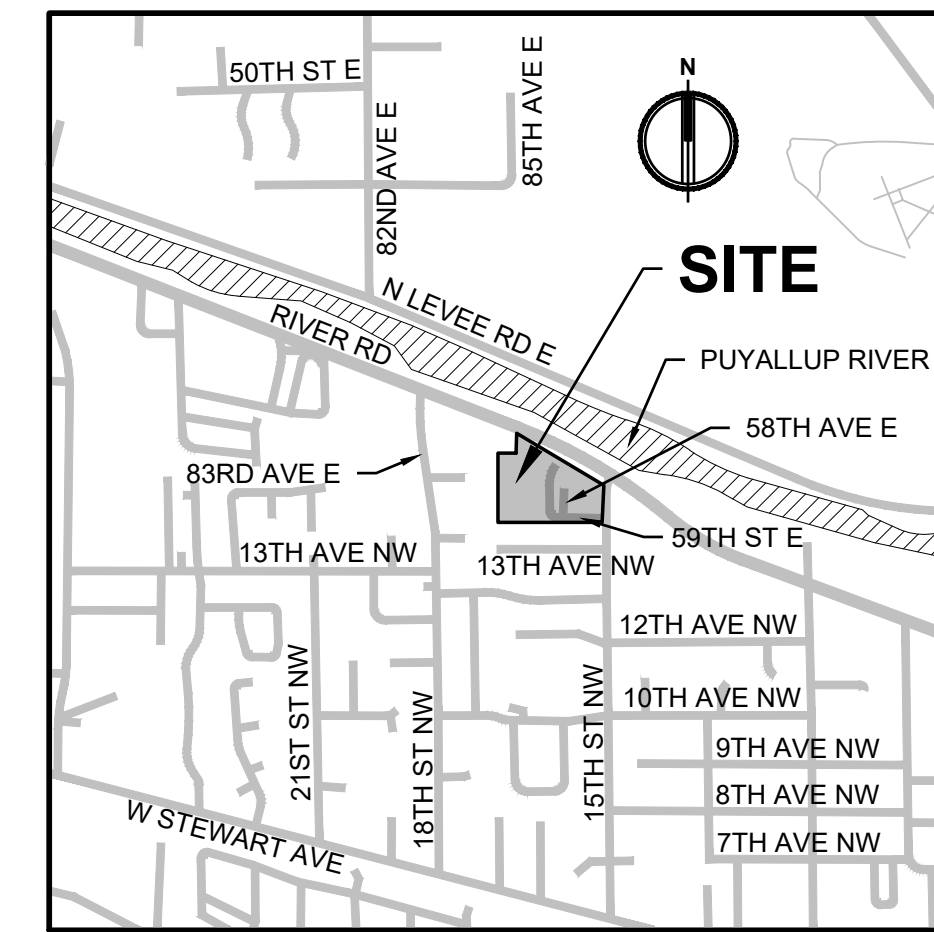 50TH ST E
82ND AVE E
85TH AVE E
N
SITE
N LEVEE RD E
RIVER RD
PUYALLUP RIVER
58TH AVE E
83RD AVE E
59TH ST E
13TH AVE NW
13TH AVE NW
12TH AVE NW
10TH AVE NW
21ST ST NW
18TH ST NW
15TH ST NW
9TH AVE NW
8TH AVE NW
7TH AVE NW
W STEWART AVE